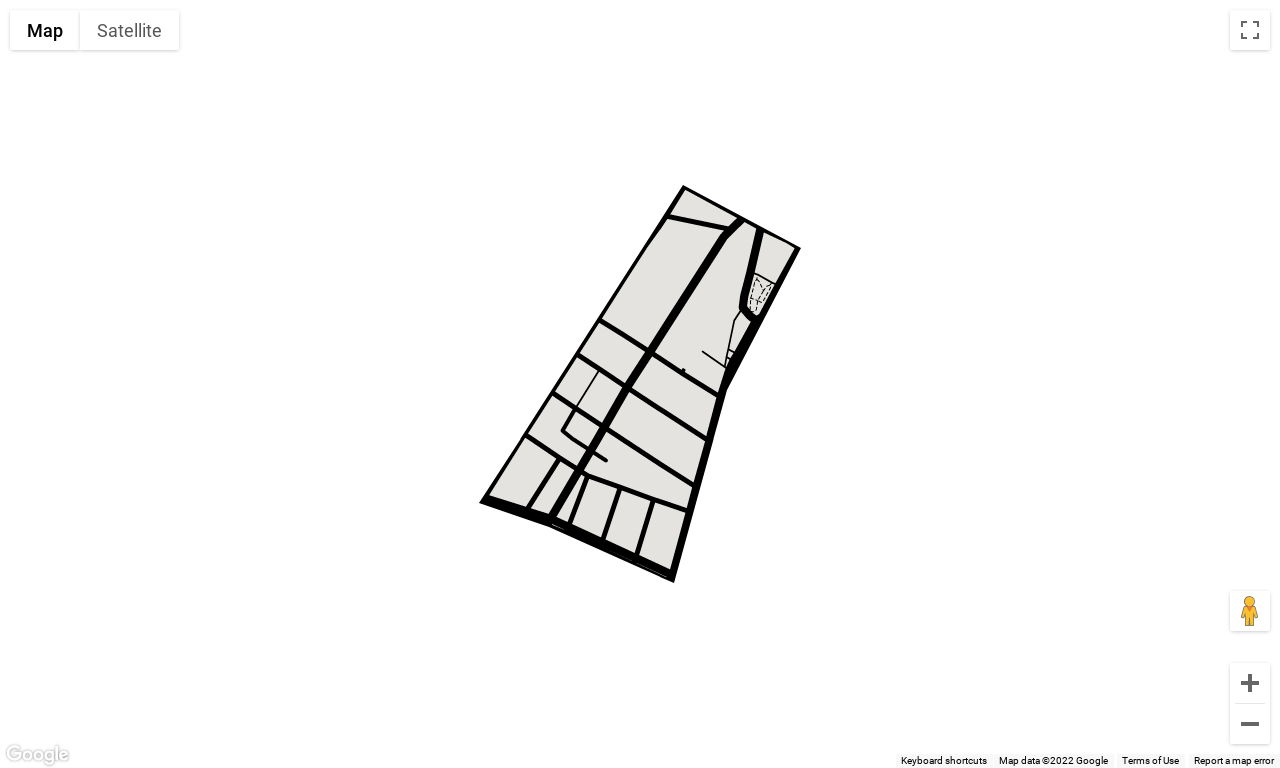 Map Satellite
Google
Keyboard shortcuts Map data ©2022 Google Terms of Use Report a map error